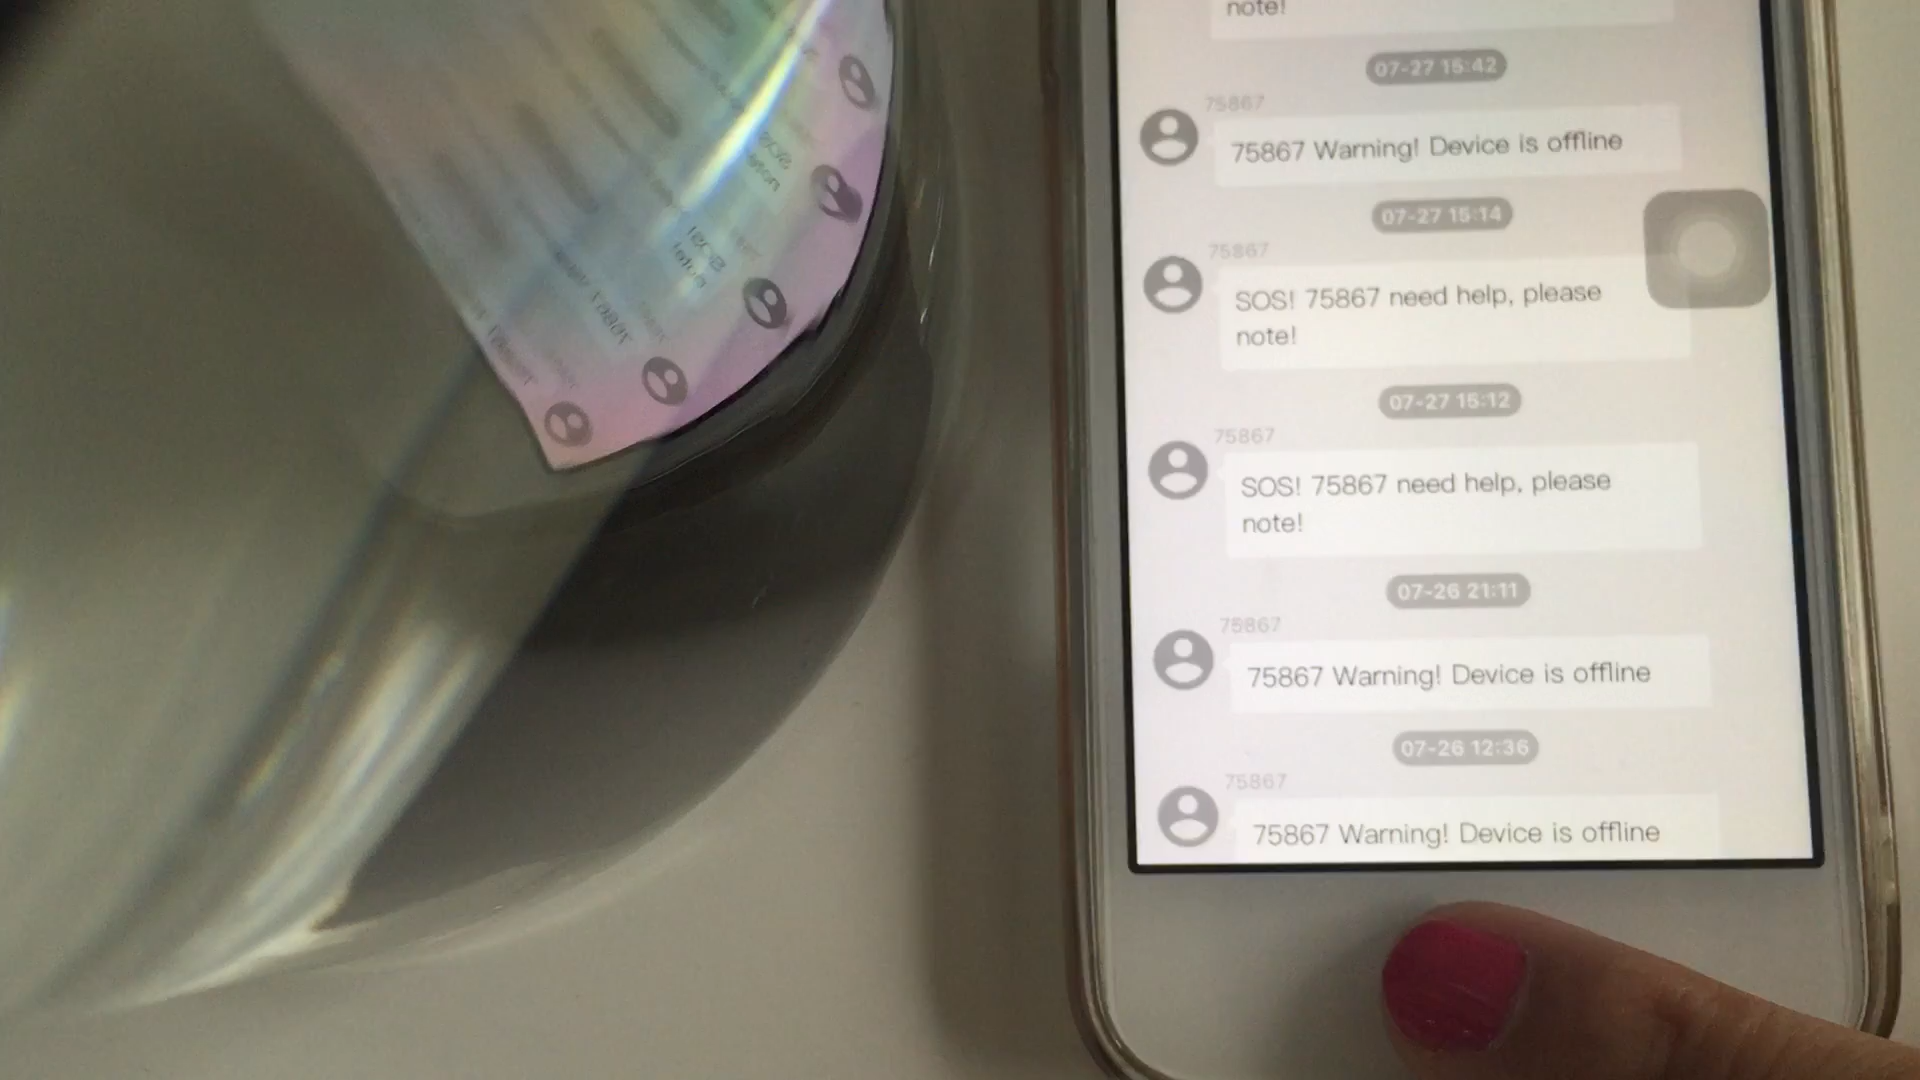 note!
07-27 15:42
75867
75867 Warning! Device is offline
07-27 15:14
75867
SOS! 75867 need help, please
note!
07-27 15:12
75867
SOS! 75867 need help, please
note!
07-26 21:11
75867
75867 Warning! Device is offline
07-26 12:36
75867
75867 Warning! Device is offline